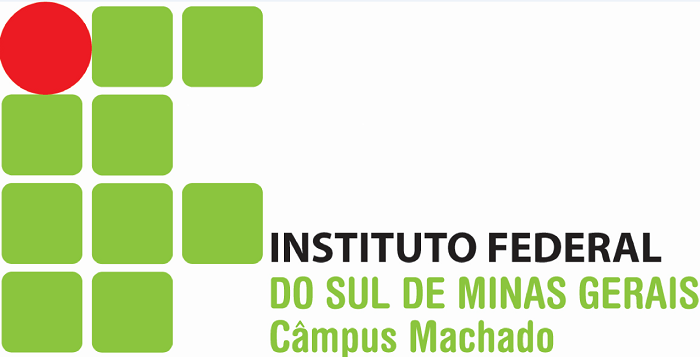 INSTITUTO FEDERAL
DO SUL DE MINAS GERAIS
Câmpus Machado